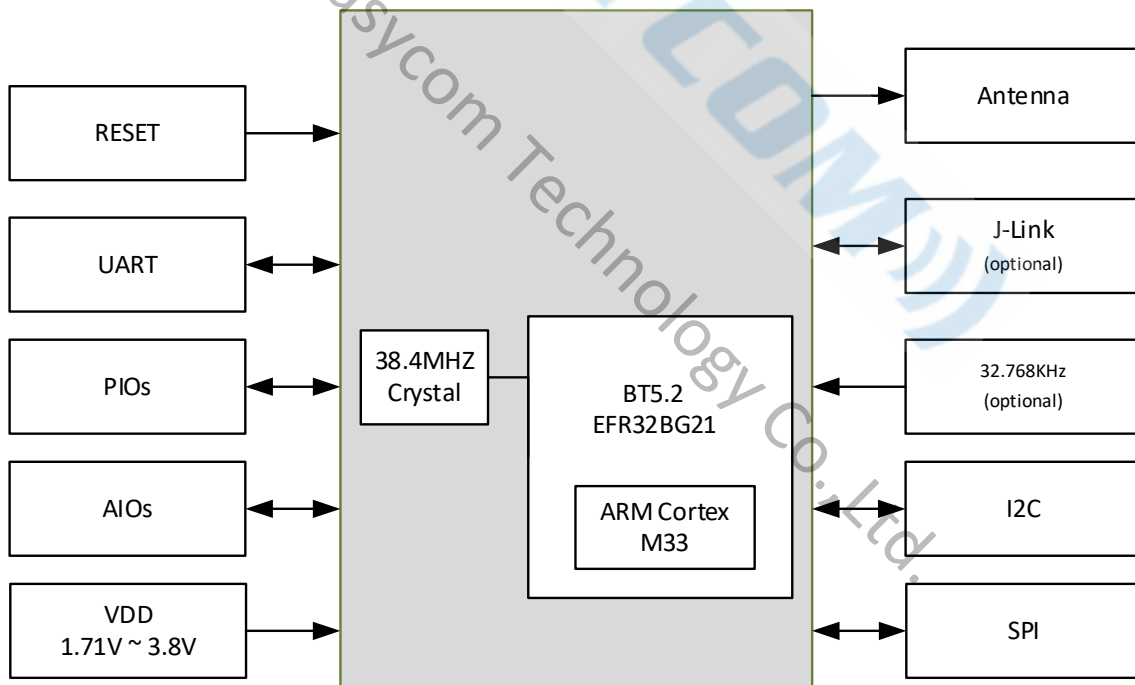 RESET
UART
PIOs
AIOs
VDD
1.71V ~ 3.8V
38.4MHZ
Crystal
BT5.2
EFR32BG21
ARM Cortex
M33
Antenna
J-Link
(optional)
32.768KHz
(optional)
I2C
SPI
Technology Co.,Ltd.
COM